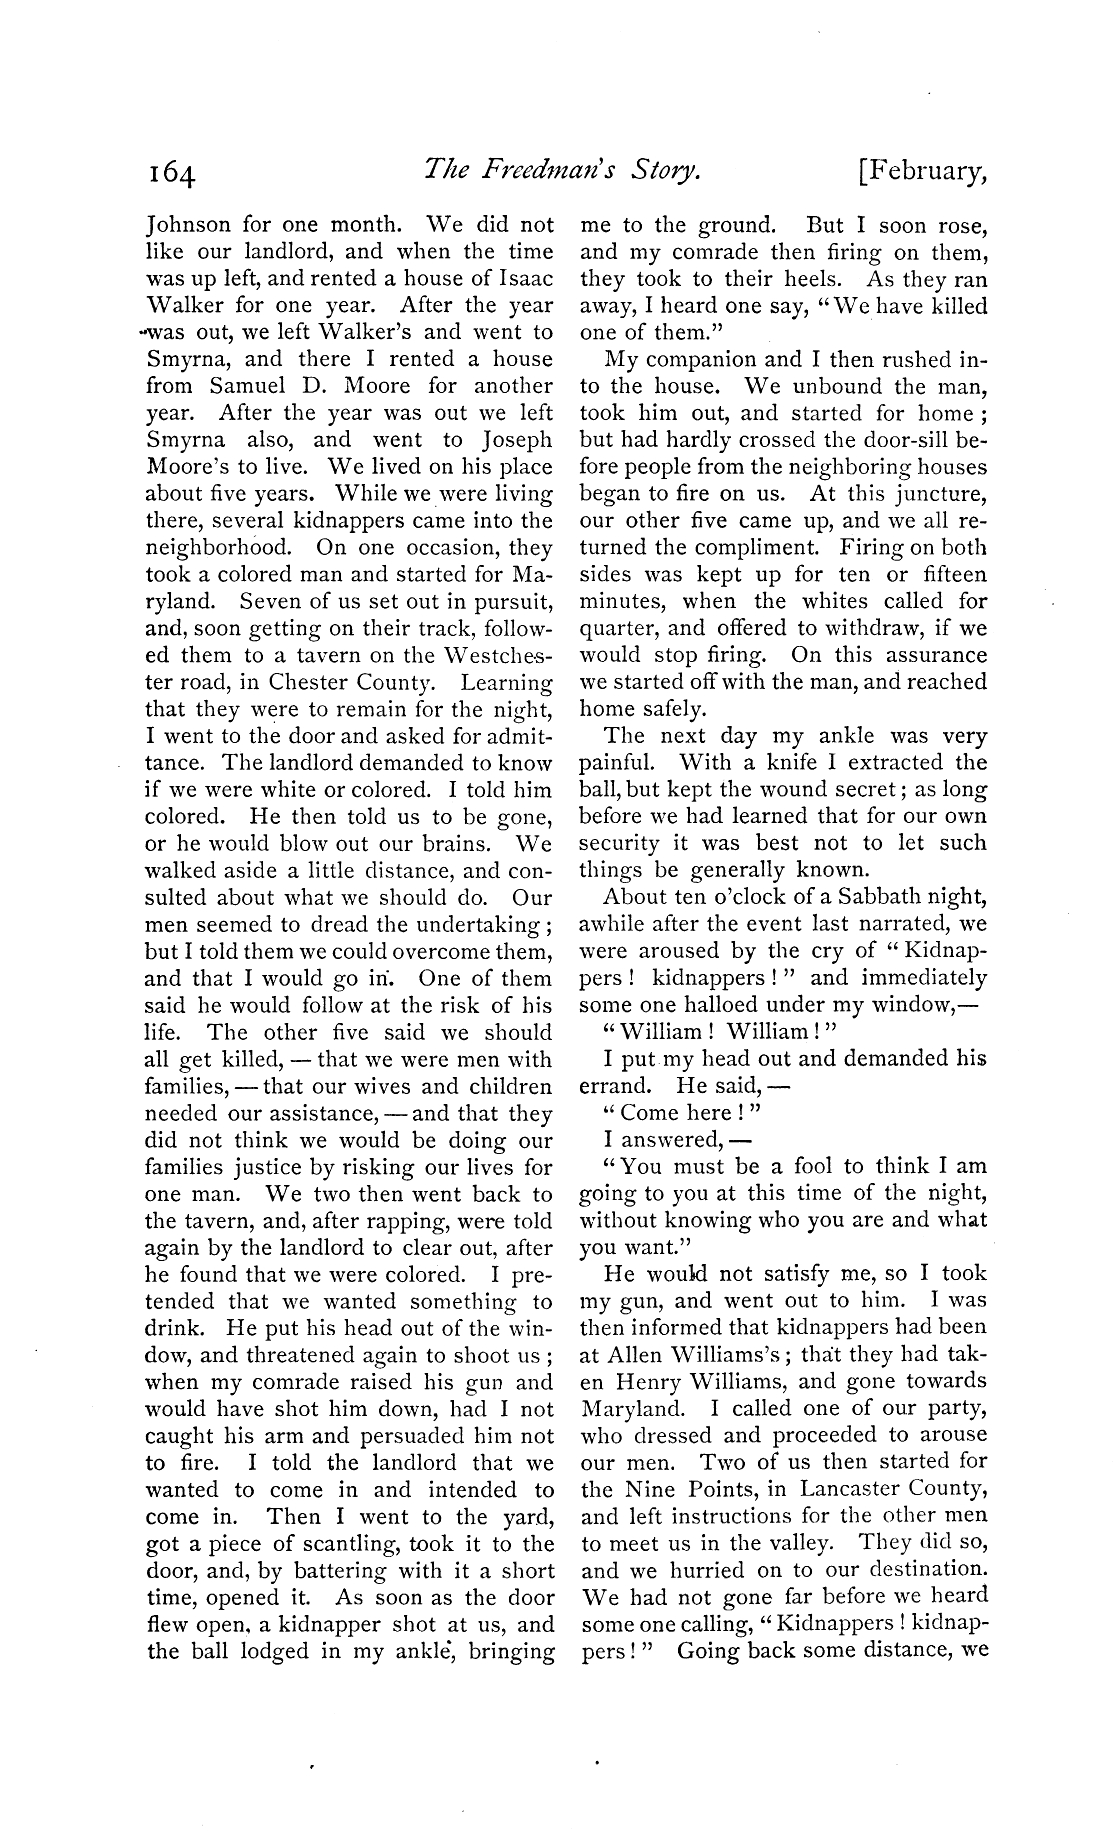 164
The Freedman's Story.
[February,
Johnson for one month. We did not
like our landlord, and when the time
was up left, and rented a house of Isaac
Walker for one year. After the year
was out, we left Walker's and went to
Smyrna, and there I rented a house
from Samuel D. Moore for another
year. After the year was out we left
Smyrna also, and went to Joseph
Moore's to live. We lived on his place
about five years. While we were living
there, several kidnappers came into the
neighborhood. On one occasion, they
took a colored man and started for Ma-
ryland. Seven of us set out in pursuit,
and, soon getting on their track, follow-
ed them to a tavern on the Westches-
ter road, in Chester County. Learning
that they were to remain for the night,
I went to the door and asked for admit-
tance. The landlord demanded to know
if we were white or colored. I told him
colored. He then told us to be gone,
or he would blow out our brains. We
walked aside a little distance, and con-
sulted about what we should do. Our
men seemed to dread the undertaking;
but I told them we could overcome them,
and that I would go in. One of them
said he would follow at the risk of his
life. The other five said we should
all get killed, — that we were men with
families, — that our wives and children
needed our assistance, — and that they
did not think we would be doing our
families justice by risking our lives for
one man. We two then went back to
the tavern, and, after rapping, were told
again by the landlord to clear out, after
he found that we were colored. I pre-
tended that we wanted something to
drink. He put his head out of the win-
dow, and threatened again to shoot us;
when my comrade raised his gun and
would have shot him down, had I not
caught his arm and persuaded him not
to fire. I told the landlord that we
wanted to come in and intended to
come in. Then I went to the yard,
got a piece of scantling, took it to the
door, and, by battering with it a short
time, opened it. As soon as the door
flew open, a kidnapper shot at us, and
the ball lodged in my ankle, bringing
me to the ground. But I soon rose,
and my comrade then firing on them,
they took to their heels. As they ran
away, I heard one say, "We have killed
one of them."
My companion and I then rushed in-
to the house. We unbound the man,
took him out, and started for home;
but had hardly crossed the door-sill be-
fore people from the neighboring houses
began to fire on us. At this juncture,
our other five came up, and we all re-
turned the compliment. Firing on both
sides was kept up for ten or fifteen
minutes, when the whites called for
quarter, and offered to withdraw, if we
would stop firing. On this assurance
we started off with the man, and reached
home safely.
The next day my ankle was very
painful. With a knife I extracted the
ball, but kept the wound secret; as long
before we had learned that for our own
security it was best not to let such
things be generally known.
About ten o'clock of a Sabbath night,
awhile after the event last narrated, we
were aroused by the cry of "Kidnap-
pers! kidnappers!" and immediately
some one halloed under my window,—
"William! William!"
I put my head out and demanded his
errand. He said, —
"Come here!"
I answered, —
"You must be a fool to think I am
going to you at this time of the night,
without knowing who you are and what
you want."
He would not satisfy me, so I took
my gun, and went out to him. I was
then informed that kidnappers had been
at Allen Williams's; that they had tak-
en Henry Williams, and gone towards
Maryland. I called one of our party,
who dressed and proceeded to arouse
our men. Two of us then started for
the Nine Points, in Lancaster County,
and left instructions for the other men
to meet us in the valley. They did so,
and we hurried on to our destination.
We had not gone far before we heard
some one calling, "Kidnappers! kidnap-
pers!" Going back some distance, we